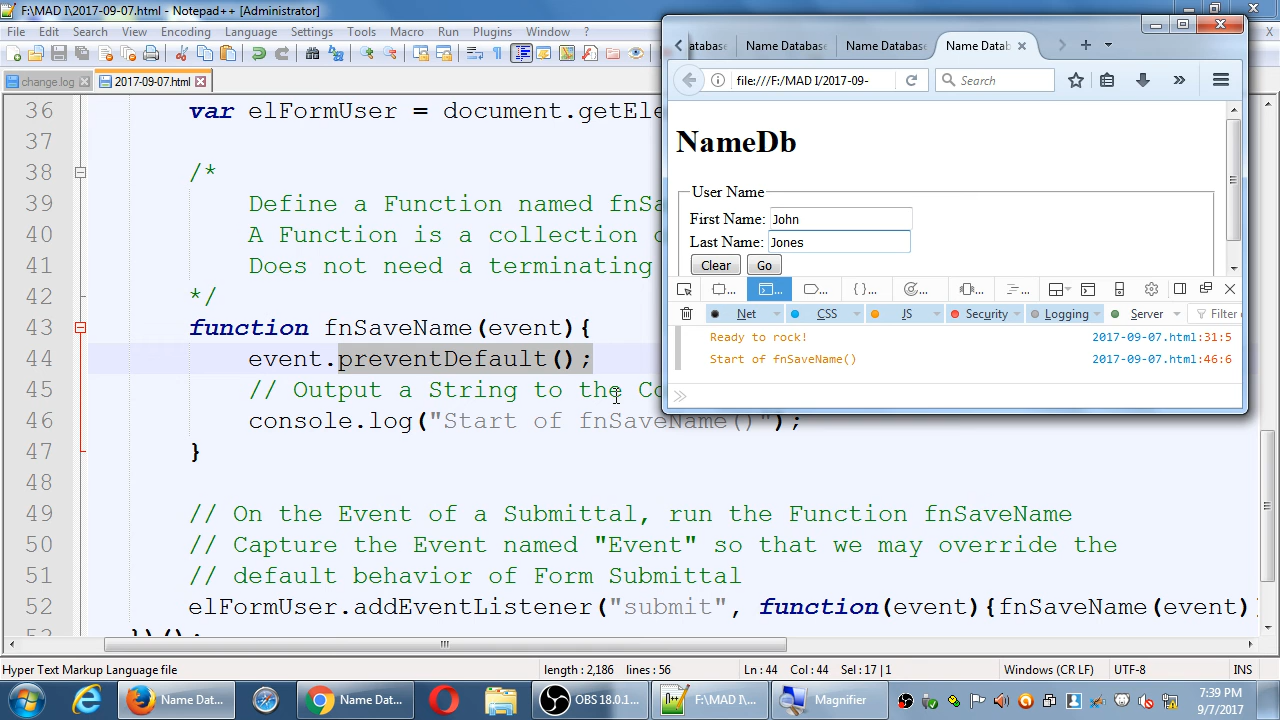 F:\MAD I\2017-09-07.html - Notepad++ [Administrator]
File Edit Search View Encoding Language Settings Tools Macro Run Plugins Window ?
X
change.log
2017-09-07.html
36 var elFormUser = document.getEle
37
38 /*
39 Define a Function named fnSa
40 A Function is a collection o
41 Does not need a terminating
42 */
43 function fnSaveName(event){
44 event.preventDefault();
45 // Output a String to the Co
46 console.log("Start of fnSaveName()");
47 }
48
49 // On the Event of a Submittal, run the Function fnSaveName
50 // Capture the Event named "Event" so that we may override the
51 // default behavior of Form Submittal
52 elFormUser.addEventListener("submit", function(event){fnSaveName(event)
53 })();
atabase
Name Database
Name Database
Name Datab
file:///F:/MAD I/2017-09-
Search
NameDb
User Name
First Name: John
Last Name: Jones
Clear Go
Net CSS JS Security Logging Server Filter
Ready to rock! 2017-09-07.html:31:5
Start of fnSaveName() 2017-09-07.html:46:6
Hyper Text Markup Language file length : 2,186 lines : 56 Ln : 44 Col : 44 Sel : 17 | 1 Windows (CR LF) UTF-8 INS
Name Dat...
Name Dat...
OBS 18.0.1...
F:\MAD I\...
Magnifier
7:39 PM
9/7/2017